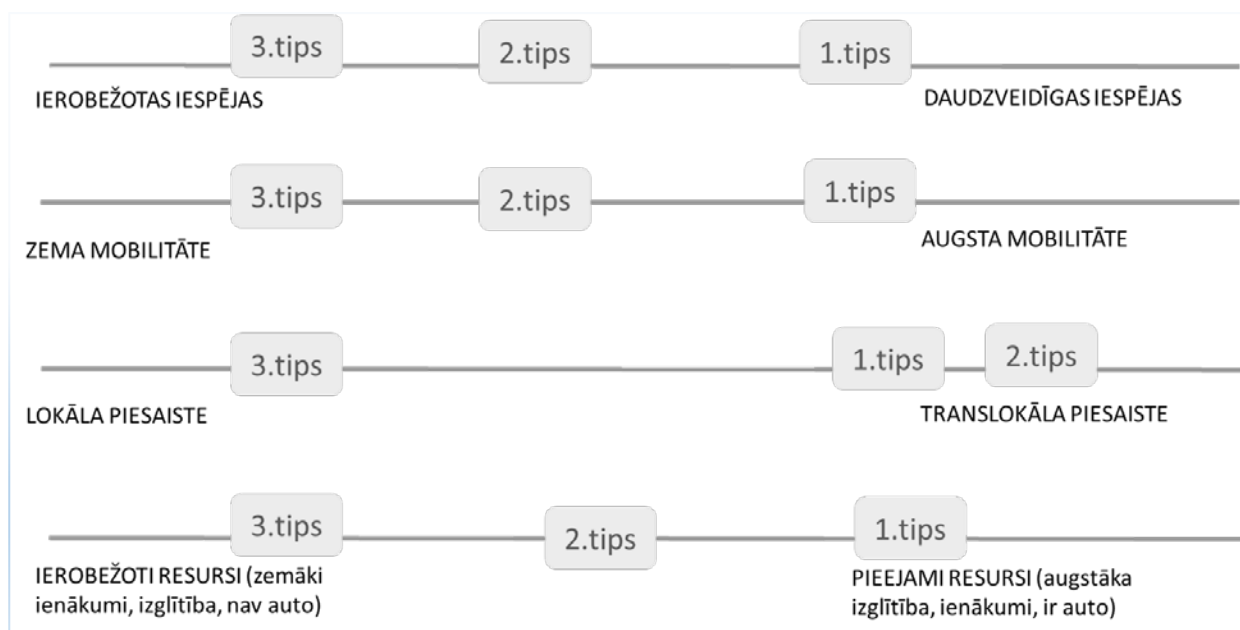 3.tips
2.tips
1.tips
IEROBEŽOTAS IESPĒJAS
DAUDZVEIDĪGAS IESPĒJAS
3.tips
2.tips
1.tips
ZEMA MOBILITĀTE
AUGSTA MOBILITĀTE
3.tips
1.tips
2.tips
LOKĀLA PIESAISTE
TRANSLOKĀLA PIESAISTE
3.tips
2.tips
1.tips
IEROBEŽOTI RESURSI (zemāki
ienākumi, izglītība, nav auto)
PIEEJAMI RESURSI (augstāka
izglītība, ienākumi, ir auto)